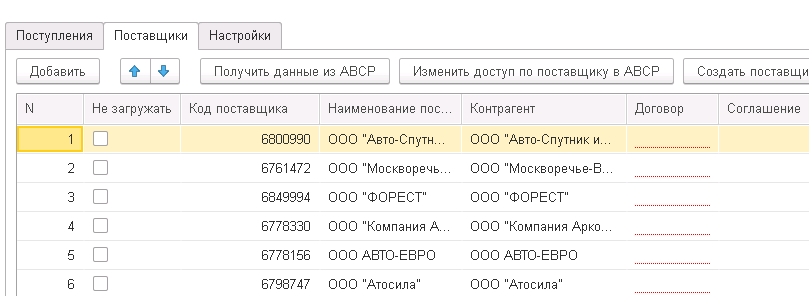 Поступления Поставщики Настройки
Добавить Получить данные из АВСР Изменить доступ по поставщику в АВСР Создать поставщи
N Не загружать Код поставщика Наименование пос... Контрагент Договор Соглашение
1 6800990 ООО "Авто-Спутн... ООО "Авто-Спутник и...
2 6761472 ООО "Москворечь... ООО "Москворечье-В...
3 6849994 ООО "ФОРЕСТ" ООО "ФОРЕСТ"
4 6778330 ООО "Компания А... ООО "Компания Арко...
5 6778156 ООО АВТО-ЕВРО ООО АВТО-ЕВРО
6 6798747 ООО "Атосила" ООО "Атосила"